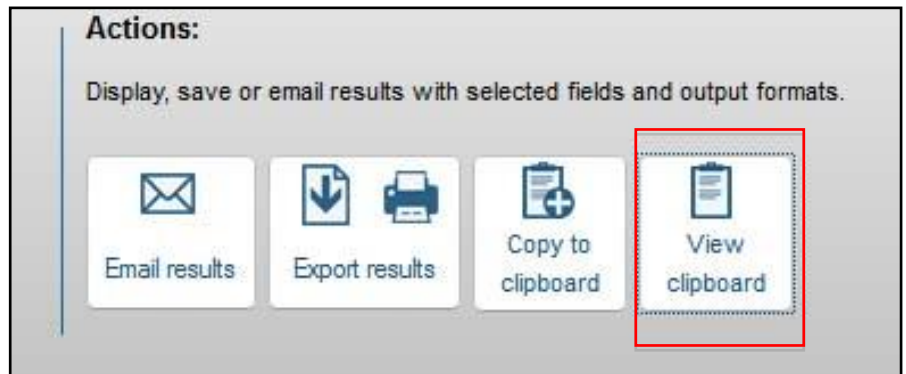 Actions:
Display, save or email results with selected fields and output formats.
Email results
Export results
Copy to
clipboard
View
clipboard